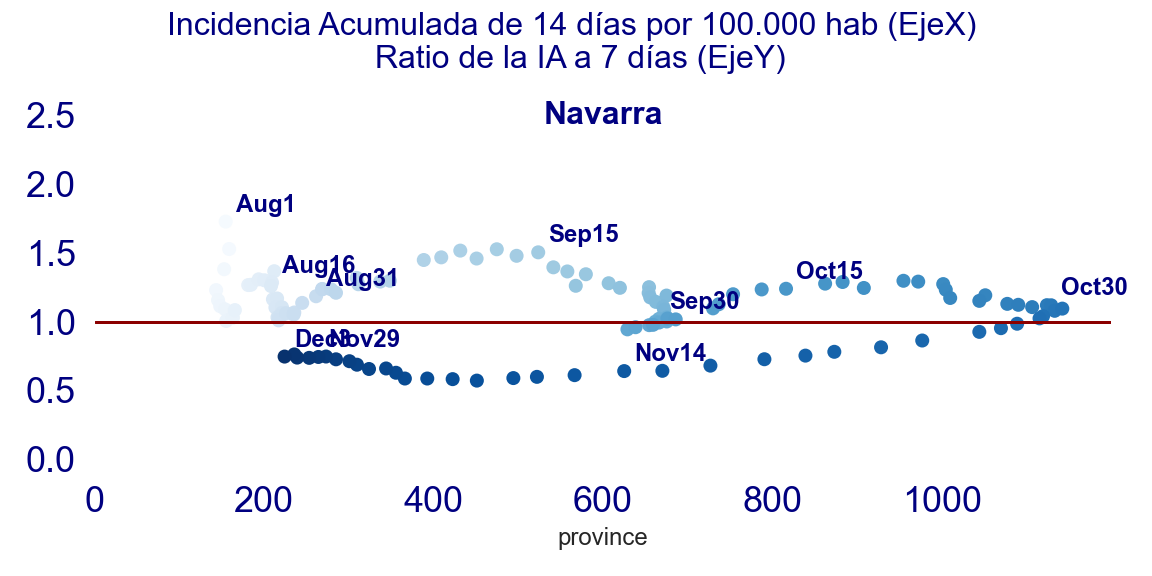 Incidencia Acumulada de 14 días por 100.000 hab (EjeX)
Ratio de la IA a 7 días (EjeY)
Navarra
2.5
2.0
1.5
1.0
0.5
0.0
Aug1
Sep15
Aug16
Aug31
Oct15
Oct30
Sep30
Dec3
Nov29
Nov14
0
200
400
600
800
1000
province